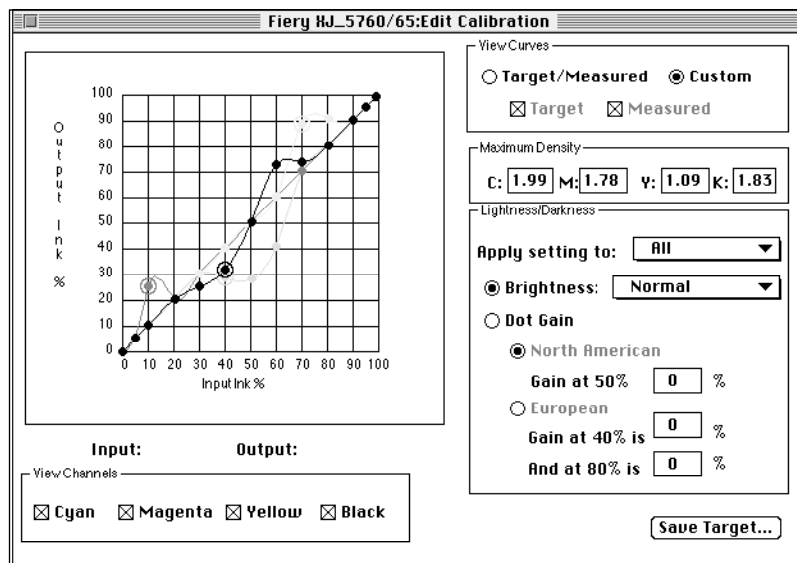 Fiery XJ_5760/65:Edit Calibration
Output Ink %
100
90
80
70
60
50
40
30
20
10
0
0 10 20 30 40 50 60 70 80 90 100
Input Ink %
Input: Output:
View Channels
Cyan Magenta Yellow Black
View Curves
Target/Measured Custom
Target Measured
Maximum Density
C: 1.99 M: 1.78 Y: 1.09 K: 1.83
Lightness/Darkness
Apply setting to: All
Brightness: Normal
Dot Gain
North American
Gain at 50% 0 %
European
Gain at 40% is 0 %
And at 80% is 0 %
Save Target...